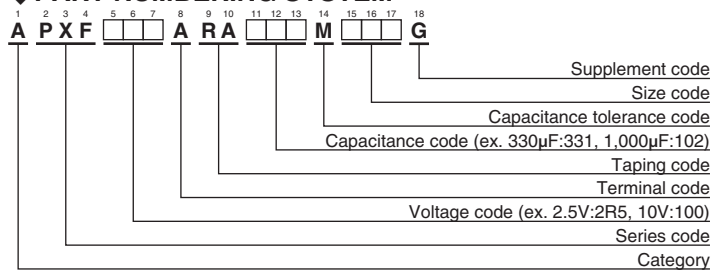 ◆PART NUMBERING SYSTEM
1 2 3 4 5 6 7 8 9 10 11 12 13 14 15 16 17 18
A P X F □□□ A R A □□□ M □□□ G
Supplement code
Size code
Capacitance tolerance code
Capacitance code (ex. 330µF:331, 1,000µF:102)
Taping code
Terminal code
Voltage code (ex. 2.5V:2R5, 10V:100)
Series code
Category